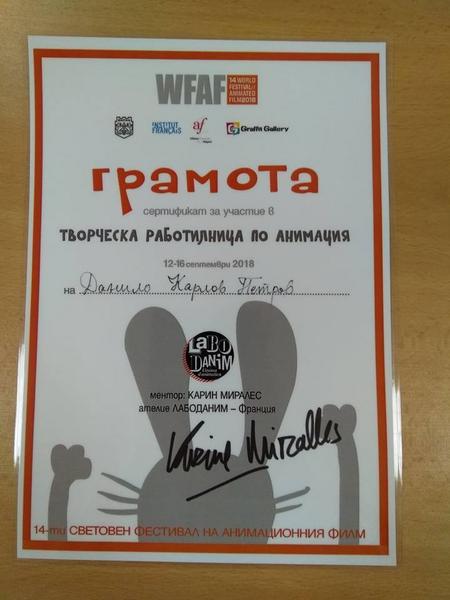 WFAF
14 WORLD
FESTIVAL of
ANIMATED
FILM 2018
INSTITUT
FRANÇAIS
af
Graffit Gallery
грамота
сертификат за участие в
ТВОРЧЕСКА РАБОТИЛНИЦА ПО АНИМАЦИЯ
12-16 септември 2018
на Данило Карлов Петров
LABO
DANIM
ментор: КАРИН МИРАЛЕС
ателие ЛАБОДАНИМ – Франция
Karine Miralles
14-ти СВЕТОВЕН ФЕСТИВАЛ НА АНИМАЦИОННИЯ ФИЛМ